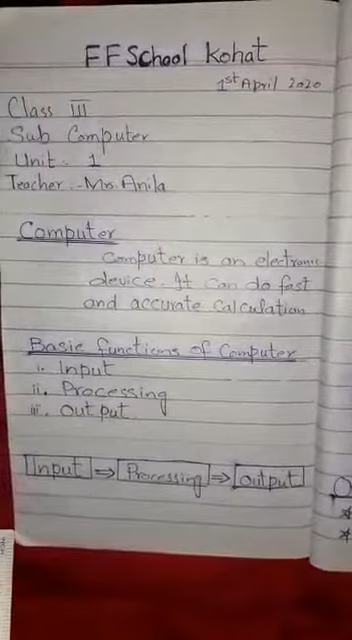 FF School Kohat
1st April 2020
Class III
Sub Computer
Unit - 1
Teacher - Mrs. Anila
Computer
Computer is an electronic
device. It can do fast
and accurate calculation
Basic functions of Computer
i. Input
ii. Processing
iii. output
Input ⇒ Processing ⇒ output